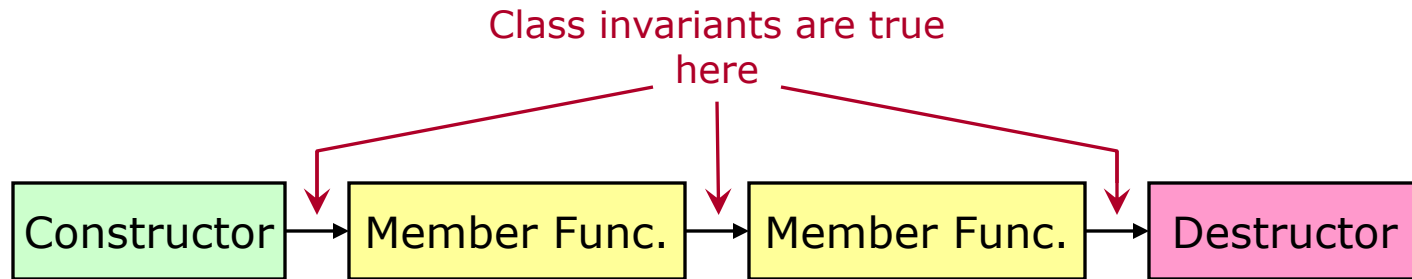 Class invariants are true
here
Constructor
Member Func.
Member Func.
Destructor